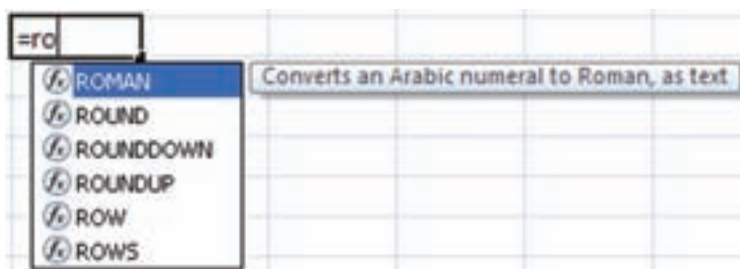 =ro
ROMAN
Converts an Arabic numeral to Roman, as text
ROUND
ROUNDDOWN
ROUNDUP
ROW
ROWS